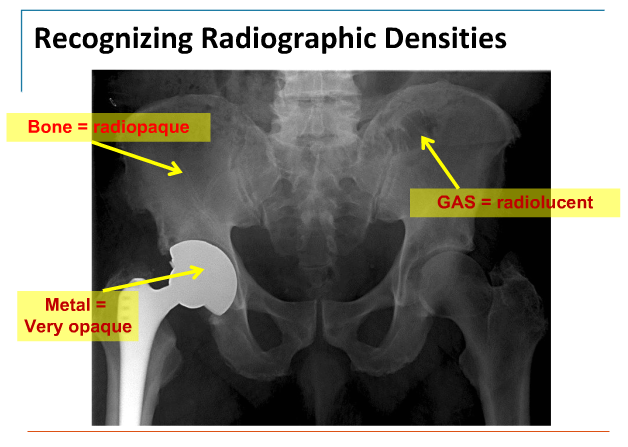 Recognizing Radiographic Densities
Bone = radiopaque
GAS = radiolucent
Metal =
Very opaque